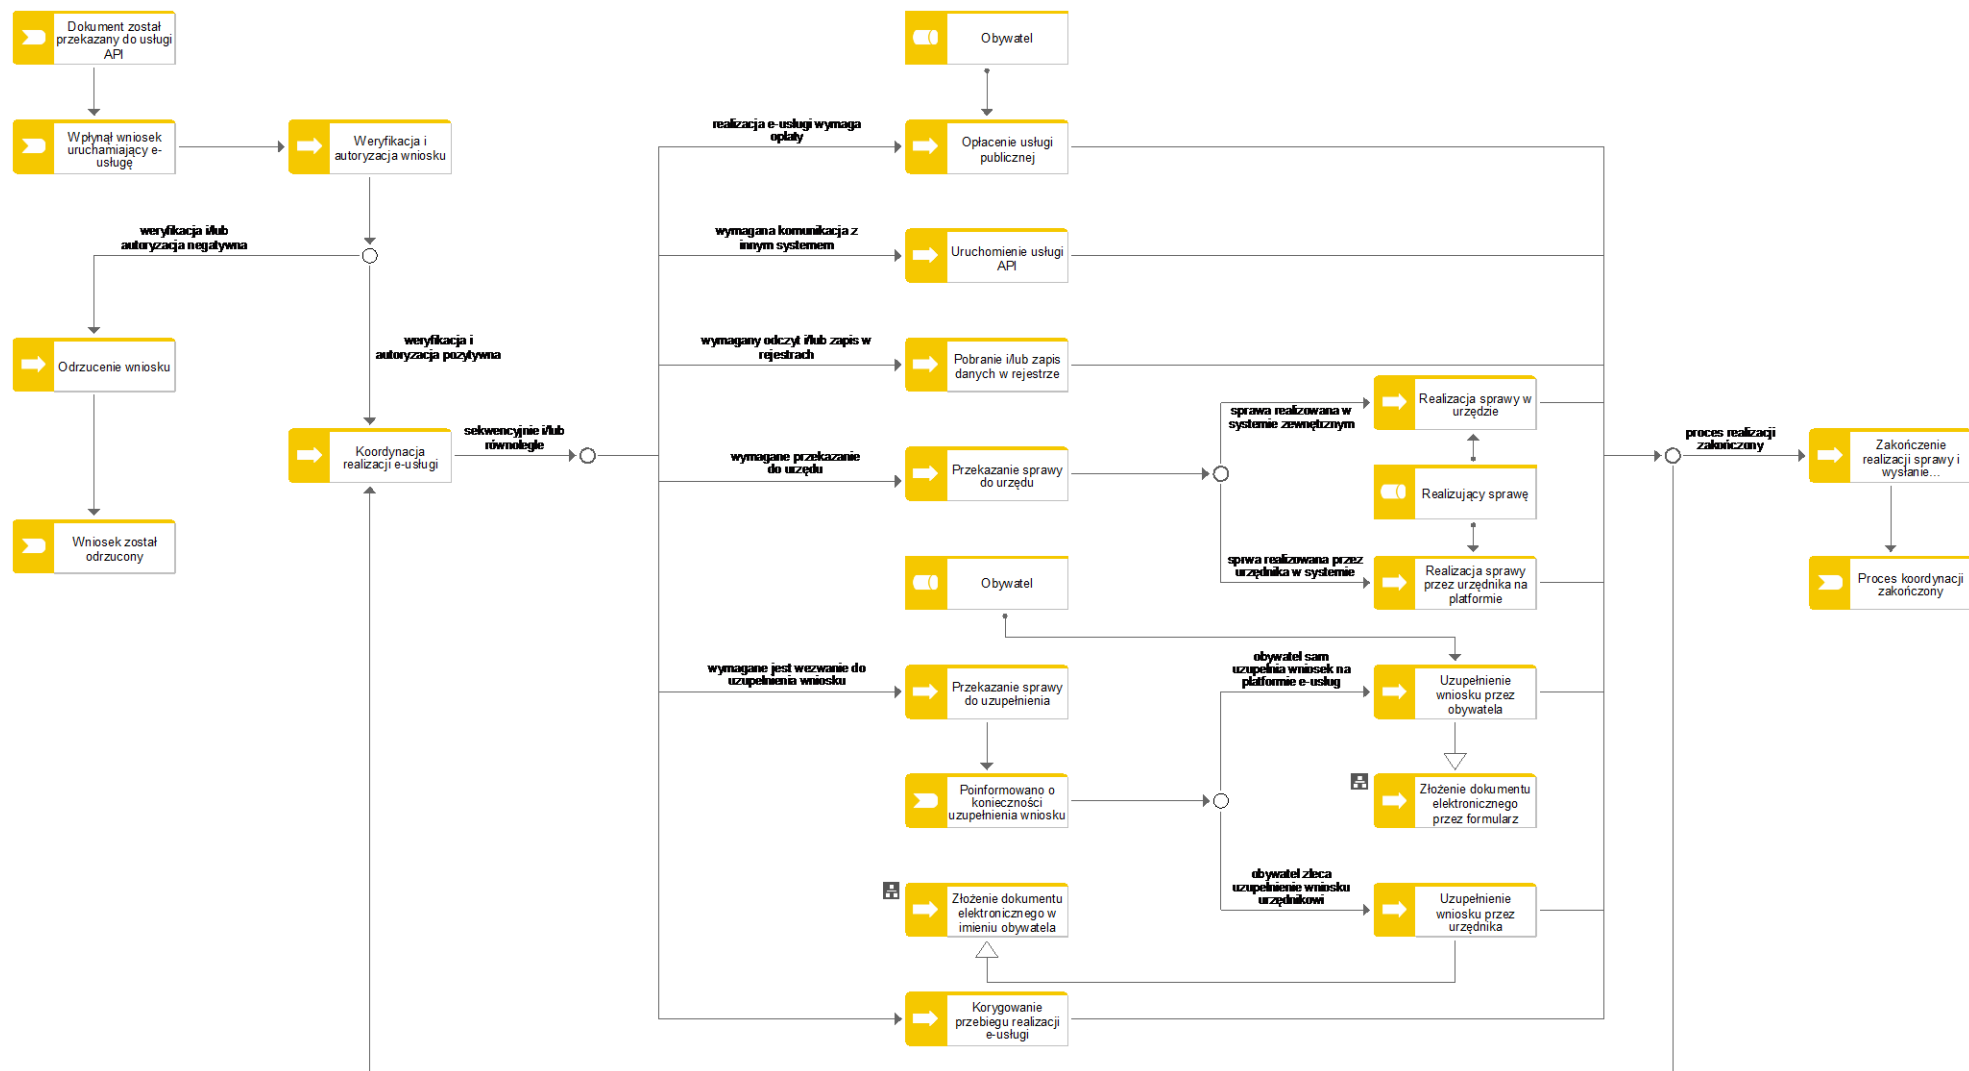 Dokument został
przekazany do usługi
API
Obywatel
Wpłynął wniosek
uruchamiający e-
usługę
Weryfikacja i
autoryzacja wniosku
realizacja e-usługi wymaga
opłaty
Opłacenie usługi
publicznej
weryfikacja i/lub
autoryzacja negatywna
wymagana komunikacja z
innym systemem
Uruchomienie usługi
API
weryfikacja i
autoryzacja pozytywna
Odrzucenie wniosku
wymagany odczyt i/lub zapis w
rejestrach
Pobranie i/lub zapis
danych w rejestrze
sprawa realizowana w
systemie zewnętrznym
Realizacja sprawy w
urzędzie
Koordynacja
realizacji e-usługi
sekwencyjnie i/lub
równolegle
wymagane przekazanie
do urzędu
Przekazanie sprawy
do urzędu
Realizujący sprawę
proces realizacji
zakończony
Zakończenie
realizacji sprawy i
wysłanie...
Wniosek został
odrzucony
Obywatel
sprwa realizowana przez
urzędnika w systemie
Realizacja sprawy
przez urzędnika na
platformie
Proces koordynacji
zakończony
wymagane jest wezwanie do
uzupełnienia wniosku
Przekazanie sprawy
do uzupełnienia
obywatel sam
uzupełnia wniosek na
platformie e-usług
Uzupełnienie
wniosku przez
obywatela
Poinformowano o
konieczności
uzupełnienia wniosku
Złożenie dokumentu
elektronicznego
przez formularz
Złożenie dokumentu
elektronicznego w
imieniu obywatela
obywatel zleca
uzupełnienie wniosku
urzędnikowi
Uzupełnienie
wniosku przez
urzędnika
Korygowanie
przebiegu realizacji
e-usługi